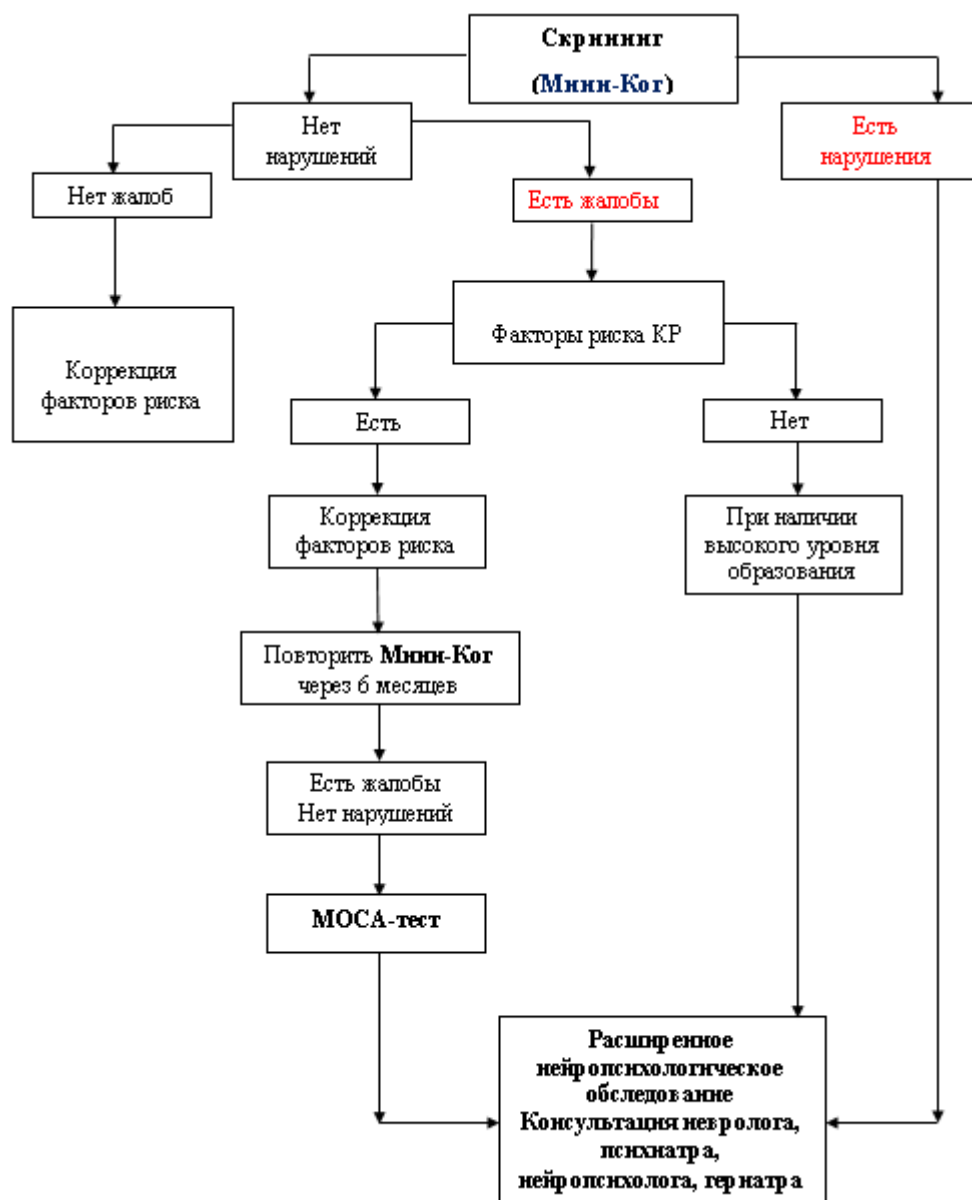 Скрининг
(Мини-Ког)
Нет
нарушений
Есть
нарушения
Нет жалоб
Есть жалобы
Коррекция
факторов риска
Факторы риска КР
Есть
Нет
Коррекция
факторов риска
При наличии
высокого уровня
образования
Повторить Мини-Ког
через 6 месяцев
Есть жалобы
Нет нарушений
МОСА-тест
Расширенное
нейропсихологическое
обследование
Консультация невролога,
психиатра,
нейропсихолога, гериатра